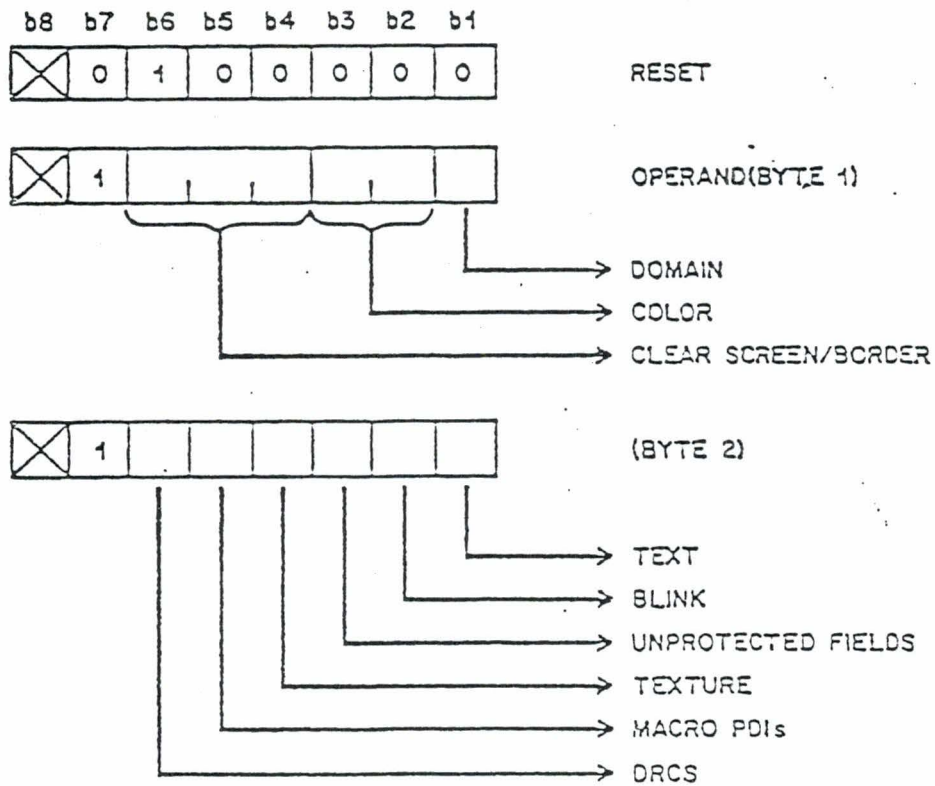 b8 b7 b6 b5 b4 b3 b2 b1
0 1 0 0 0 0 0 RESET
1 OPERAND(BYTE 1)
DOMAIN
COLOR
CLEAR SCREEN/BORDER
1 (BYTE 2)
TEXT
BLINK
UNPROTECTED FIELDS
TEXTURE
MACRO PDIs
DRCS